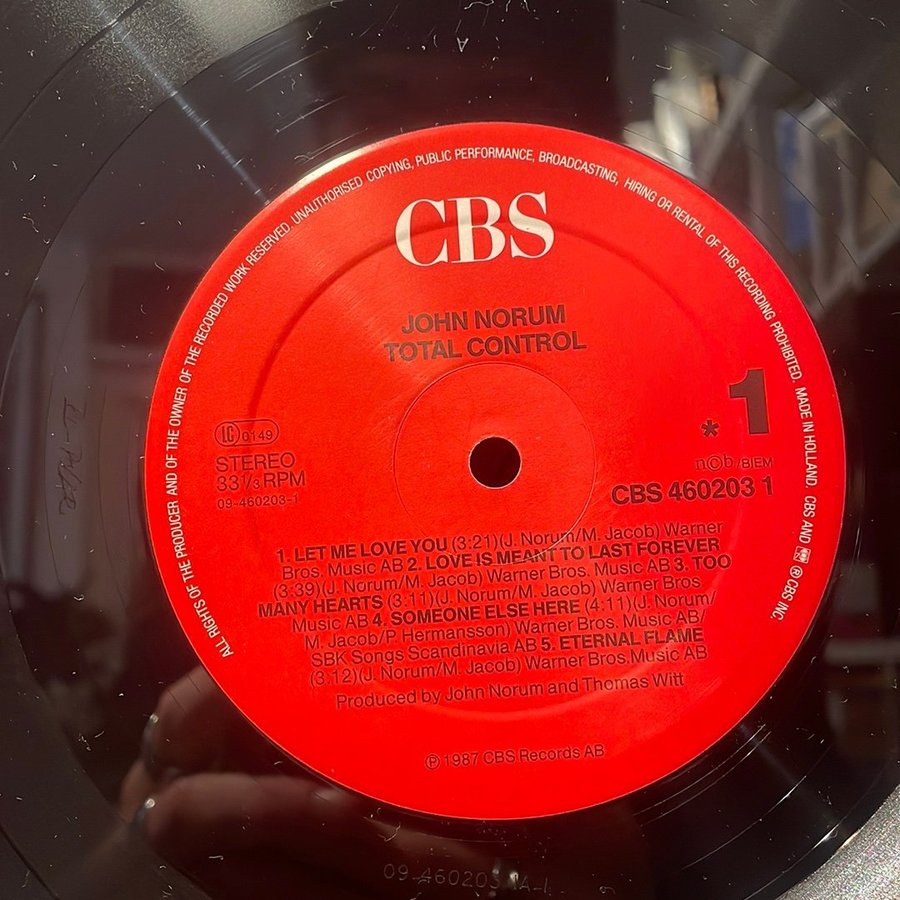 ALL RIGHTS OF THE PRODUCER AND OF THE OWNER OF THE RECORDED WORK RESERVED. UNAUTHORISED COPYING, PUBLIC PERFORMANCE, BROADCASTING, HIRING OR RENTAL OF THIS RECORDING PROHIBITED. MADE IN HOLLAND. CBS AND ® CBS INC.
CBS
JOHN NORUM
TOTAL CONTROL
1
*
LC 0149
STEREO
33 1/3 RPM
09-460203-1
n©b/BIEM
CBS 460203 1
1. LET ME LOVE YOU (3:21)(J. Norum/M. Jacob) Warner
Bros. Music AB 2. LOVE IS MEANT TO LAST FOREVER
(3:39)(J. Norum/M. Jacob) Warner Bros. Music AB 3. TOO
MANY HEARTS (3:11)(J. Norum/M. Jacob) Warner Bros
Music AB 4. SOMEONE ELSE HERE (4:11)(J. Norum/
M. Jacob/P. Hermansson) Warner Bros. Music AB/
SBK Songs Scandinavia AB 5. ETERNAL FLAME
(3:12)(J. Norum/M. Jacob) Warner Bros.Music AB
Produced by John Norum and Thomas Witt
℗ 1987 CBS Records AB